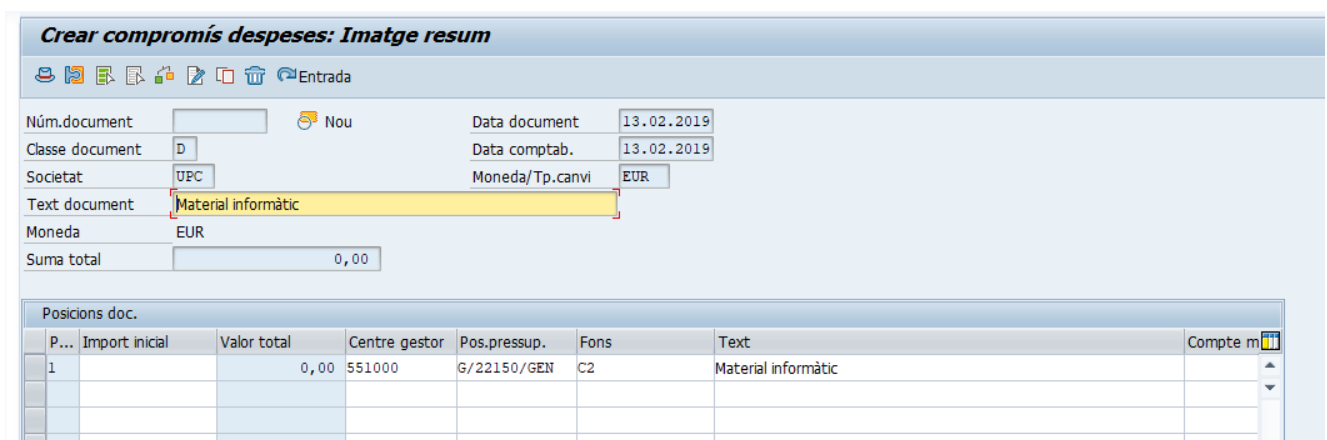 Crear compromís despeses: Imatge resum
Entrada
Núm.document Nou Data document 13.02.2019
Classe document D Data comptab. 13.02.2019
Societat UPC Moneda/Tp.canvi EUR
Text document Material informàtic
Moneda EUR
Suma total 0,00
Posicions doc.
P... Import inicial Valor total Centre gestor Pos.pressup. Fons Text Compte m
1 0,00 551000 G/22150/GEN C2 Material informàtic